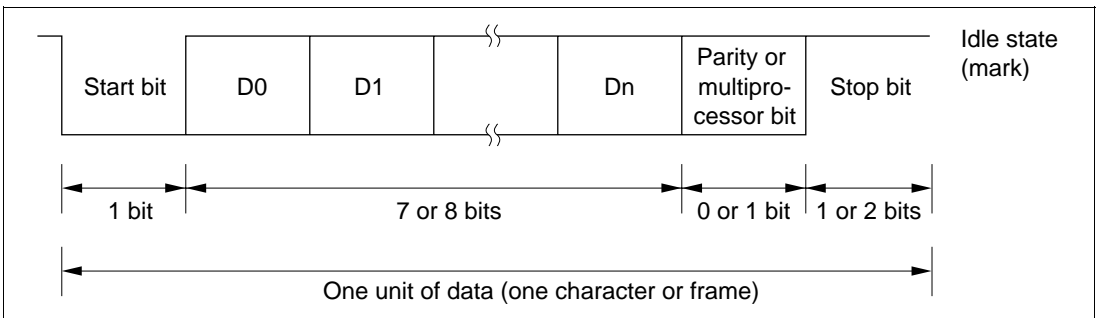 Idle state
(mark)
Start bit
D0
D1
Dn
Parity or
multipro-
cessor bit
Stop bit
1 bit
7 or 8 bits
0 or 1 bit
1 or 2 bits
One unit of data (one character or frame)